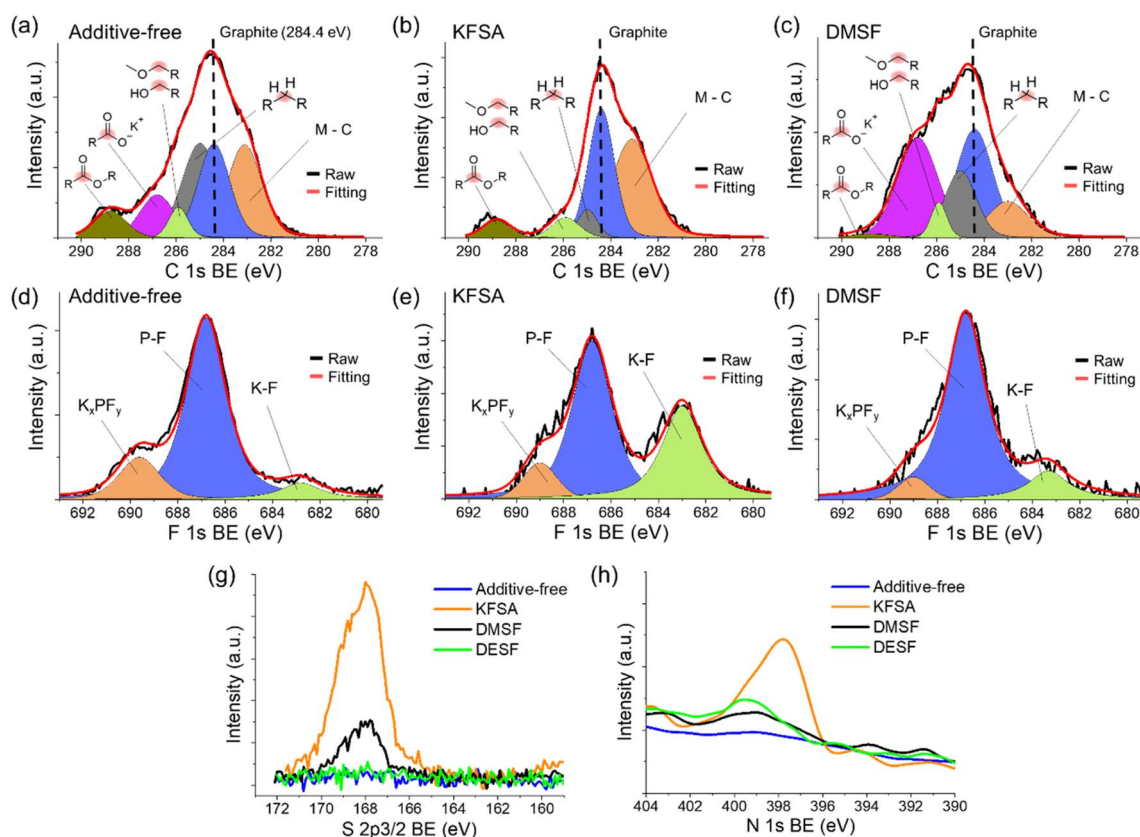 (a) Additive-free
Graphite (284.4 eV)
O R
HO R
H H
R R
M - C
R O O − K+
R O O R
Raw
Fitting
Intensity (a.u.)
290 288 286 284 282 280 278
C 1s BE (eV)
(b) KFSA
Graphite
O R
HO R
H H
R R
M - C
R O O R
Raw
Fitting
Intensity (a.u.)
290 288 286 284 282 280 278
C 1s BE (eV)
(c) DMSF
Graphite
O R
HO R
H H
R R
M - C
R O O − K+
R O O R
Raw
Fitting
Intensity (a.u.)
290 288 286 284 282 280 278
C 1s BE (eV)
(d) Additive-free
P-F
KxPFy
K-F
Raw
Fitting
Intensity (a.u.)
692 690 688 686 684 682 680
F 1s BE (eV)
(e) KFSA
P-F
KxPFy
K-F
Raw
Fitting
Intensity (a.u.)
692 690 688 686 684 682 680
F 1s BE (eV)
(f) DMSF
P-F
KxPFy
K-F
Raw
Fitting
Intensity (a.u.)
692 690 688 686 684 682 680
F 1s BE (eV)
(g)
Additive-free
KFSA
DMSF
DESF
Intensity (a.u.)
172 170 168 166 164 162 160
S 2p3/2 BE (eV)
(h)
Additive-free
KFSA
DMSF
DESF
Intensity (a.u.)
404 402 400 398 396 394 392 390
N 1s BE (eV)